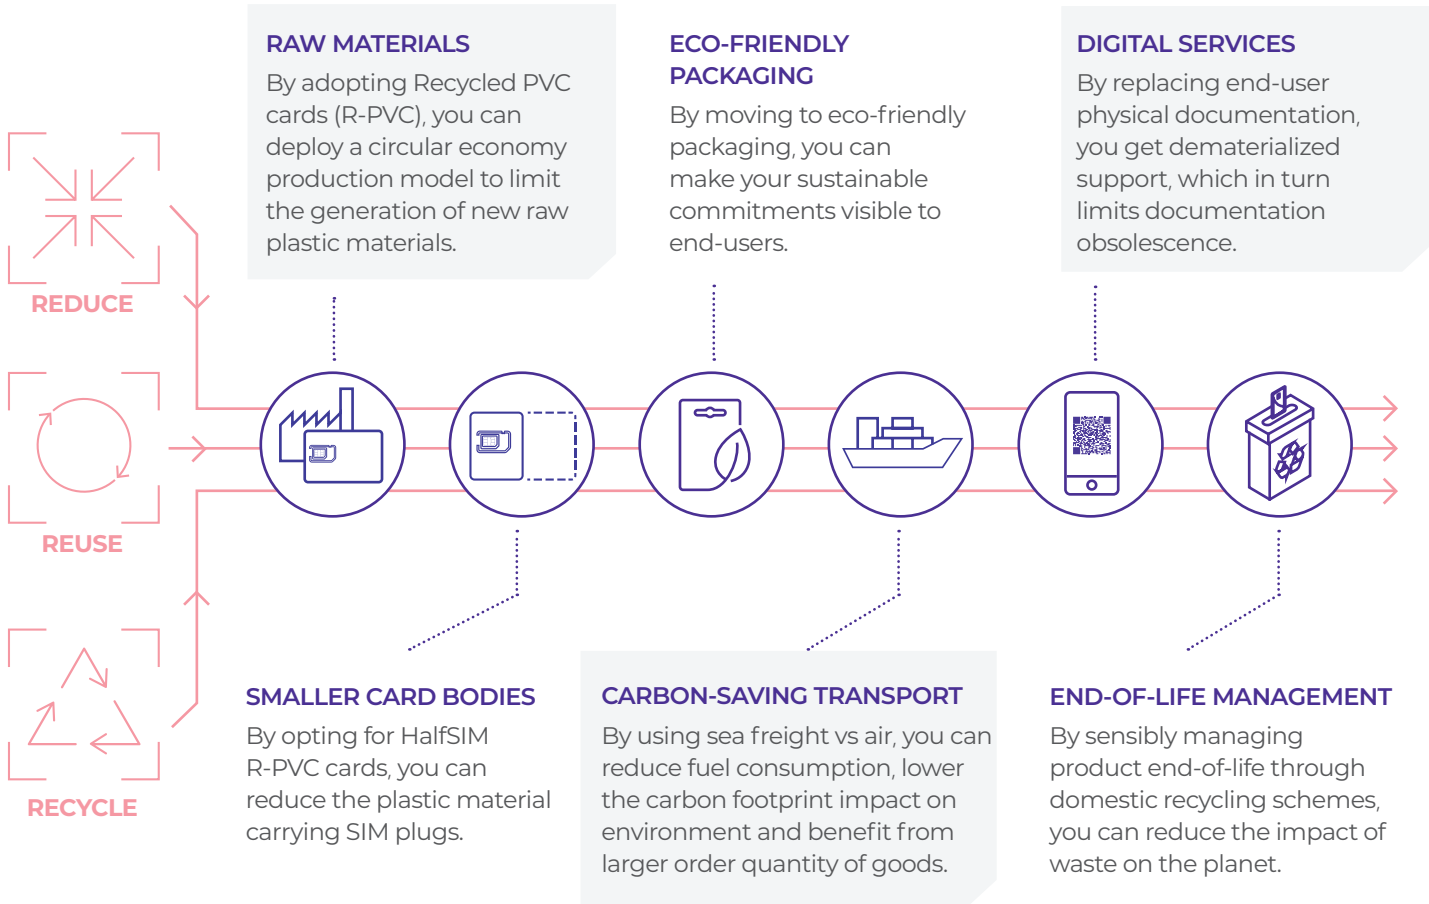 REDUCE
REUSE
RECYCLE
RAW MATERIALS
By adopting Recycled PVC
cards (R-PVC), you can
deploy a circular economy
production model to limit
the generation of new raw
plastic materials.
ECO-FRIENDLY
PACKAGING
By moving to eco-friendly
packaging, you can
make your sustainable
commitments visible to
end-users.
DIGITAL SERVICES
By replacing end-user
physical documentation,
you get dematerialized
support, which in turn
limits documentation
obsolescence.
SMALLER CARD BODIES
By opting for HalfSIM
R-PVC cards, you can
reduce the plastic material
carrying SIM plugs.
CARBON-SAVING TRANSPORT
By using sea freight vs air, you can
reduce fuel consumption, lower
the carbon footprint impact on
environment and benefit from
larger order quantity of goods.
END-OF-LIFE MANAGEMENT
By sensibly managing
product end-of-life through
domestic recycling schemes,
you can reduce the impact of
waste on the planet.